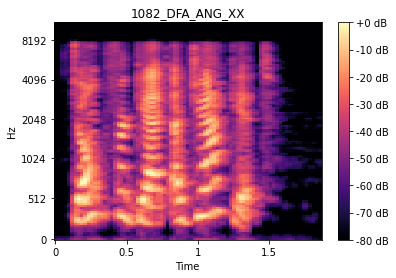 1082_DFA_ANG_XX
+0 dB
8192
-10 dB
4096
-20 dB
-30 dB
2048
-40 dB
Hz
1024
-50 dB
512
-60 dB
-70 dB
0
-80 dB
0
0.5
1
1.5
Time